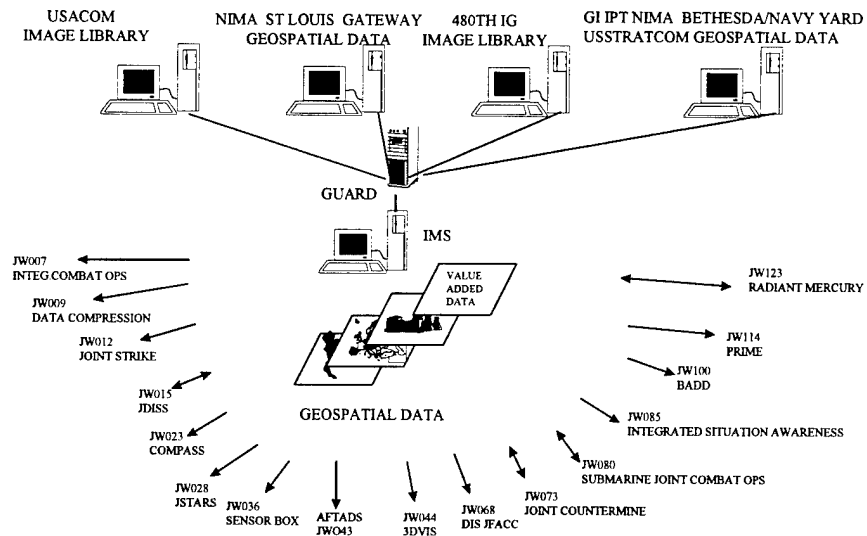 USACOM
IMAGE LIBRARY
NIMA ST LOUIS GATEWAY
GEOSPATIAL DATA
480TH IG
IMAGE LIBRARY
GI IPT NIMA BETHESDA/NAVY YARD
USSTRATCOM GEOSPATIAL DATA
GUARD
IMS
VALUE
ADDED
DATA
GEOSPATIAL DATA
JW007
INTEG.COMBAT OPS
JW009
DATA COMPRESSION
JW012
JOINT STRIKE
JW015
JDISS
JW023
COMPASS
JW028
JSTARS
JW036
SENSOR BOX
AFTADS
JWO43
JW044
3DVIS
JW068
DIS JFACC
JW073
JOINT COUNTERMINE
JW080
SUBMARINE JOINT COMBAT OPS
JW085
INTEGRATED SITUATION AWARENESS
JW100
BADD
JW114
PRIME
JW123
RADIANT MERCURY